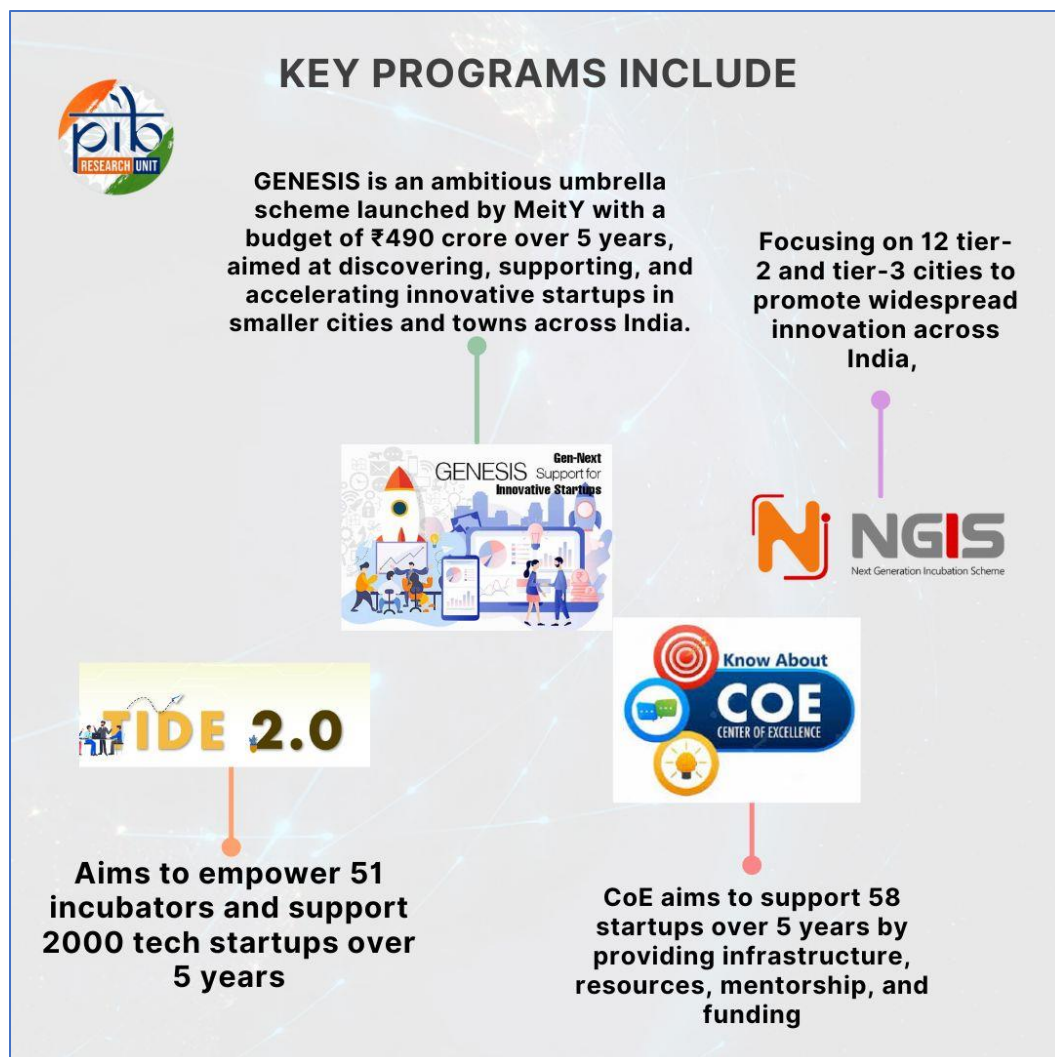 KEY PROGRAMS INCLUDE
pib
RESEARCH UNIT
GENESIS is an ambitious umbrella
scheme launched by MeitY with a
budget of ₹490 crore over 5 years,
aimed at discovering, supporting, and
accelerating innovative startups in
smaller cities and towns across India.
Focusing on 12 tier-
2 and tier-3 cities to
promote widespread
innovation across
India,
GENESIS
Gen-Next
Support for
Innovative Startups
N
NGIS
Next Generation Incubation Scheme
TIDE 2.0
Know About
COE
CENTER OF EXCELLENCE
Aims to empower 51
incubators and support
2000 tech startups over
5 years
CoE aims to support 58
startups over 5 years by
providing infrastructure,
resources, mentorship, and
funding